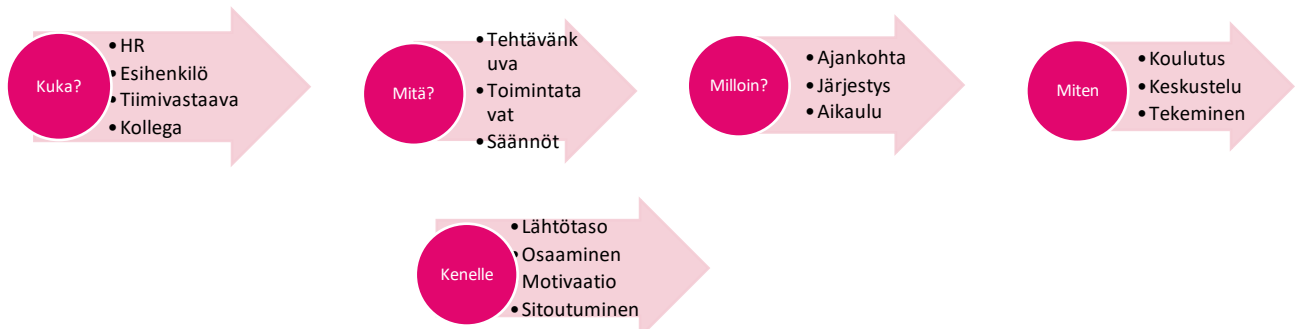 Kuka?
• HR
• Esihenkilö
• Tiimivastaava
• Kollega
Mitä?
• Tehtävänk
uva
• Toimintata
vat
• Säännöt
Milloin?
• Ajankohta
• Järjestys
• Aikaulu
Miten
• Koulutus
• Keskustelu
• Tekeminen
Kenelle
• Lähtötaso
• Osaaminen
Motivaatio
• Sitoutuminen